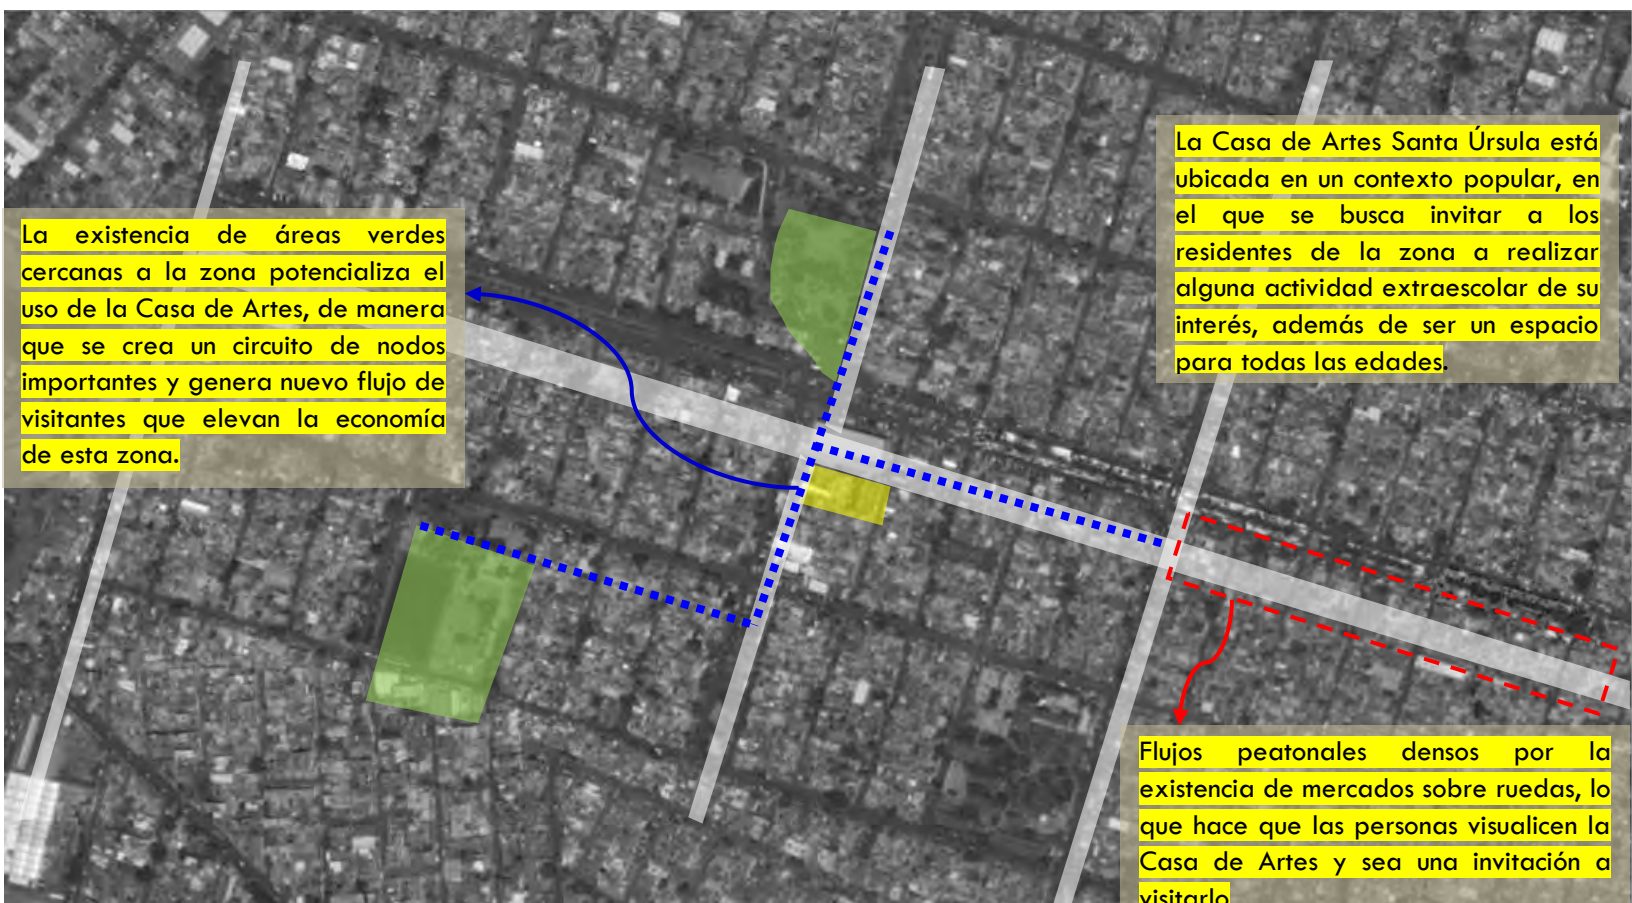 La Casa de Artes Santa Úrsula está
ubicada en un contexto popular, en
el que se busca invitar a los
residentes de la zona a realizar
alguna actividad extraescolar de su
interés, además de ser un espacio
para todas las edades.
La existencia de áreas verdes
cercanas a la zona potencializa el
uso de la Casa de Artes, de manera
que se crea un circuito de nodos
importantes y genera nuevo flujo de
visitantes que elevan la economía
de esta zona.
Flujos peatonales densos por la
existencia de mercados sobre ruedas, lo
que hace que las personas visualicen la
Casa de Artes y sea una invitación a
visitarlo